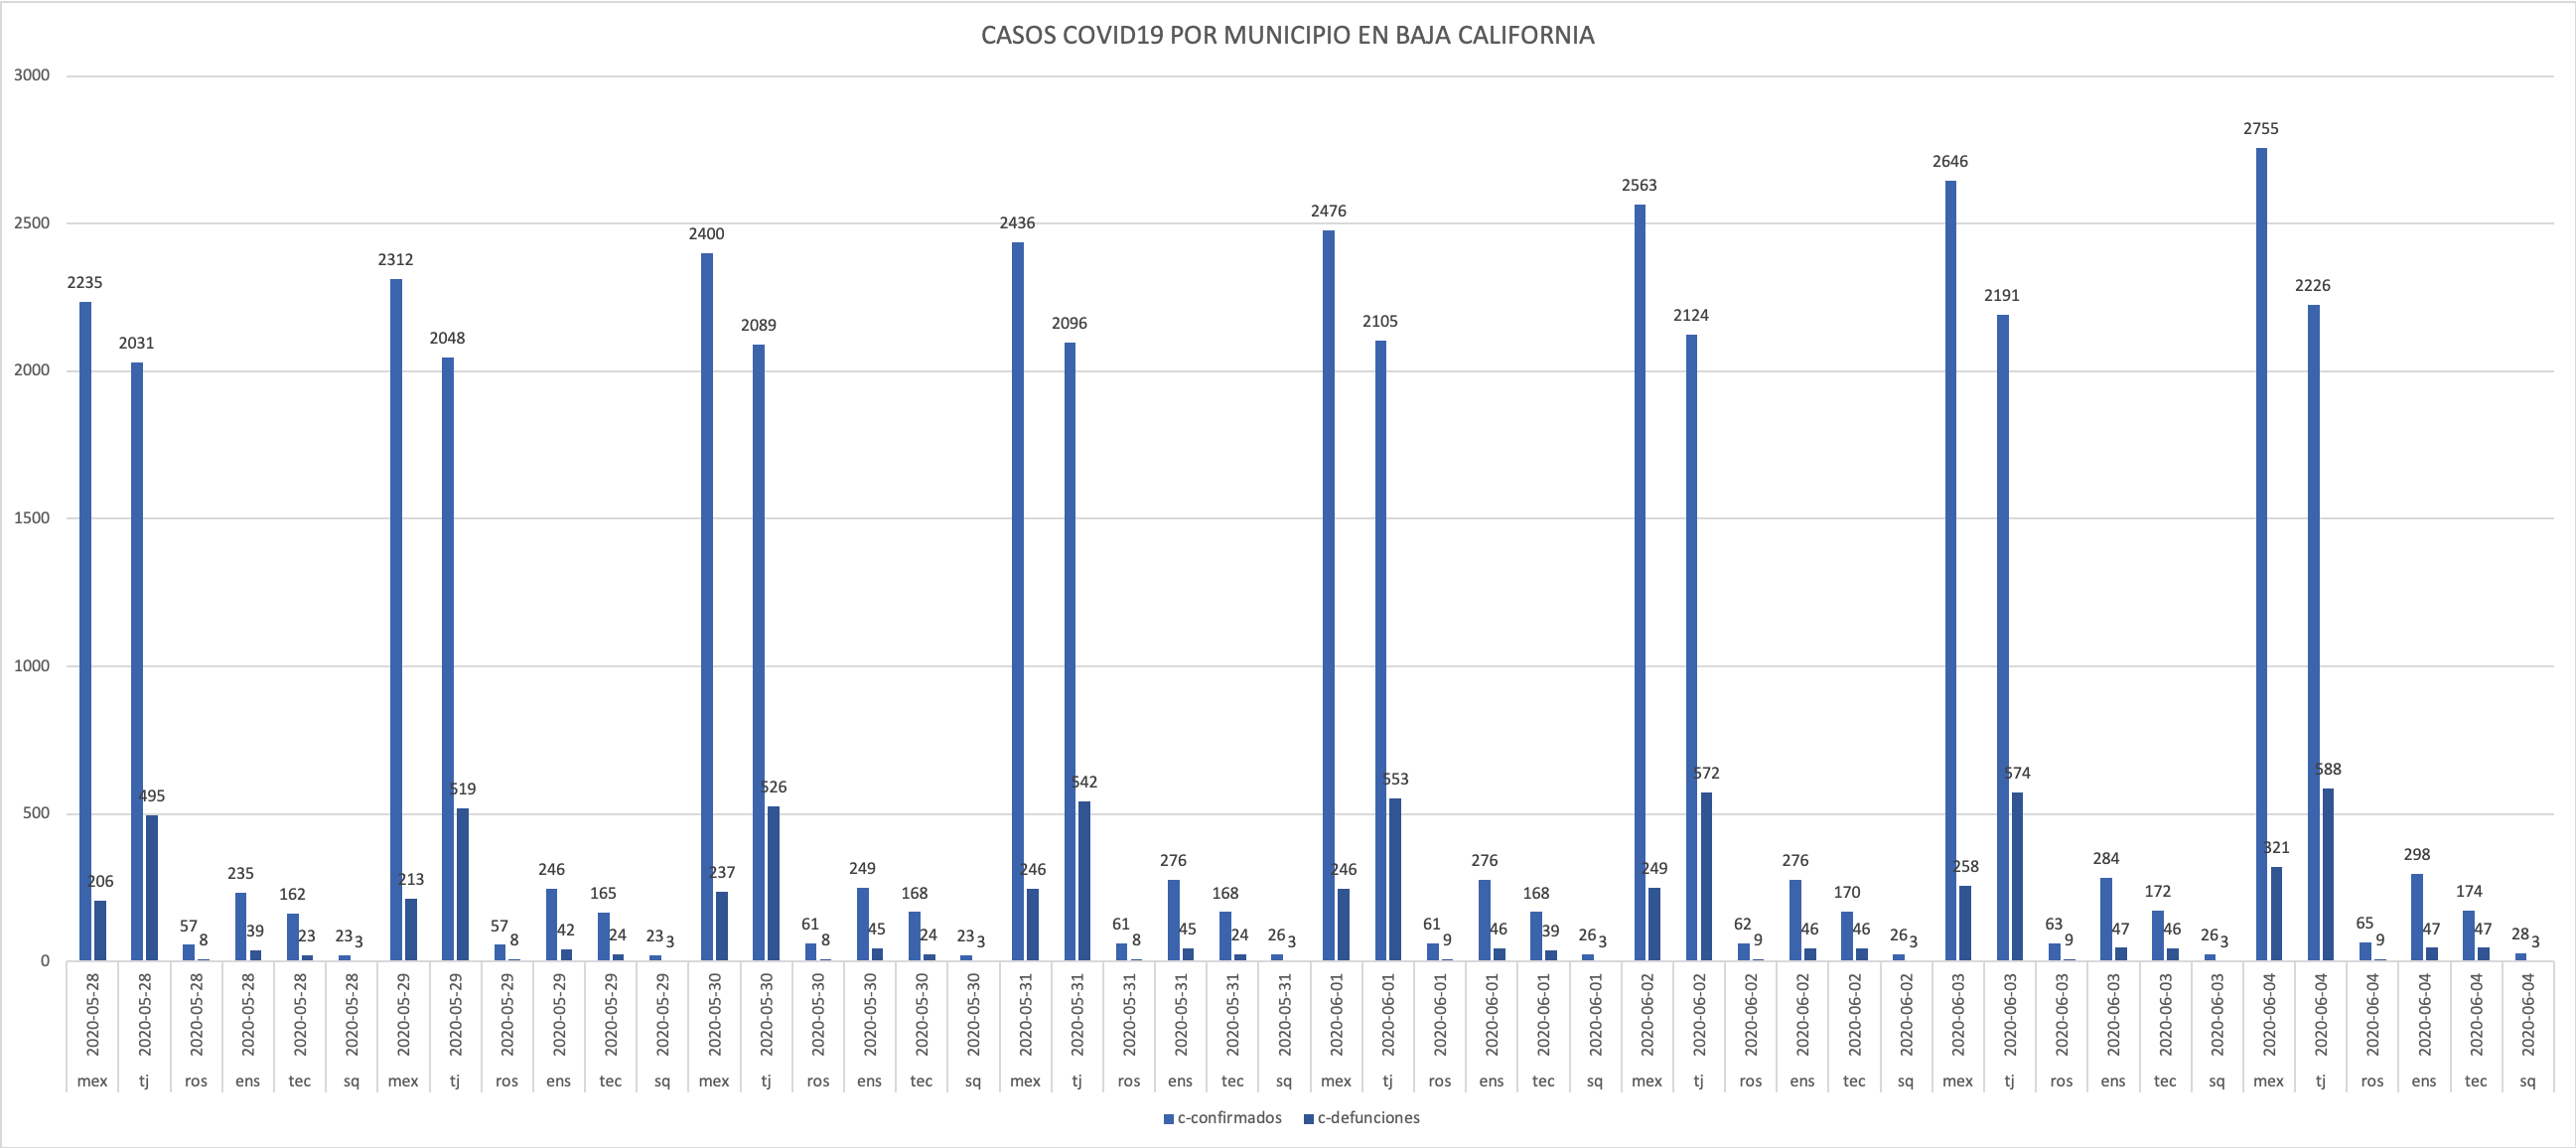 CASOS COVID19 POR MUNICIPIO EN BAJA CALIFORNIA
3000
2500
2000
1500
1000
500
0
2235 206 2031 495 57 8 235 39 162 23 23 3
2312 213 2048 519 57 8 246 42 165 24 23 3
2400 237 2089 526 61 8 249 45 168 24 23 3
2436 246 2096 542 61 8 276 45 168 24 26 3
2476 246 2105 553 61 9 276 46 168 39 26 3
2563 249 2124 572 62 9 276 46 170 46 26 3
2646 258 2191 574 63 9 284 47 172 46 26 3
2755 321 2226 588 65 9 298 47 174 47 28 3
2020-05-28 2020-05-28 2020-05-28 2020-05-28 2020-05-28 2020-05-28 2020-05-29 2020-05-29 2020-05-29 2020-05-29 2020-05-29 2020-05-29 2020-05-30 2020-05-30 2020-05-30 2020-05-30 2020-05-30 2020-05-30 2020-05-31 2020-05-31 2020-05-31 2020-05-31 2020-05-31 2020-05-31 2020-06-01 2020-06-01 2020-06-01 2020-06-01 2020-06-01 2020-06-01 2020-06-02 2020-06-02 2020-06-02 2020-06-02 2020-06-02 2020-06-02 2020-06-03 2020-06-03 2020-06-03 2020-06-03 2020-06-03 2020-06-03 2020-06-04 2020-06-04 2020-06-04 2020-06-04 2020-06-04 2020-06-04
mex tj ros ens tec sq mex tj ros ens tec sq mex tj ros ens tec sq mex tj ros ens tec sq mex tj ros ens tec sq mex tj ros ens tec sq mex tj ros ens tec sq mex tj ros ens tec sq
c-confirmados c-defunciones